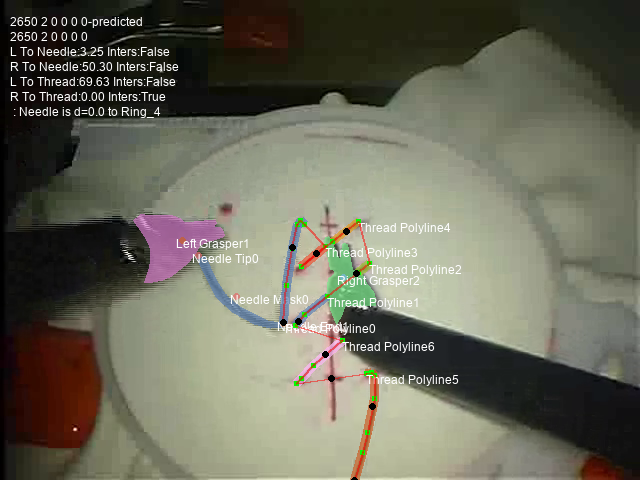 2650 2 0 0 0 0-predicted
2650 2 0 0 0 0
L To Needle:3.25 Inters:False
R To Needle:50.30 Inters:False
L To Thread:69.63 Inters:False
R To Thread:0.00 Inters:True
: Needle is d=0.0 to Ring_4
Thread Polyline4
Left Grasper1
Thread Polyline3
Needle Tip0
Thread Polyline2
Right Grasper2
Needle Mask0
Thread Polyline1
Thread Polyline0
Thread Polyline6
Thread Polyline5